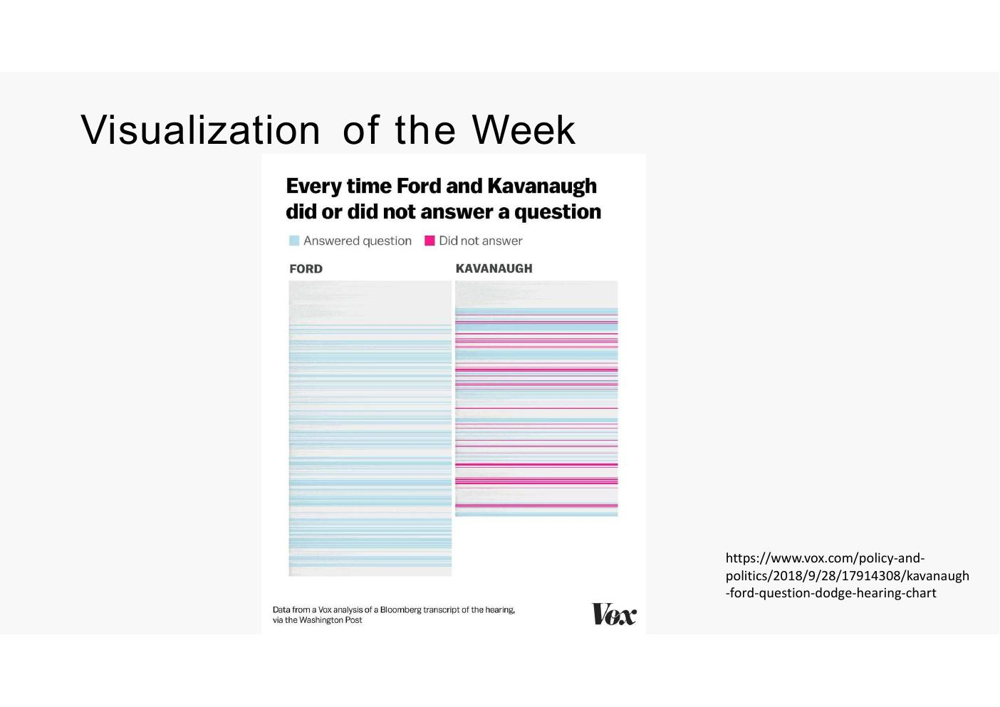 Visualization of the Week
Every time Ford and Kavanaugh
did or did not answer a question
Answered question Did not answer
FORD KAVANAUGH
https://www.vox.com/policy-and-
politics/2018/9/28/17914308/kavanaugh
-ford-question-dodge-hearing-chart
Data from a Vox analysis of a Bloomberg transcript of the hearing,
via the Washington Post
Vox